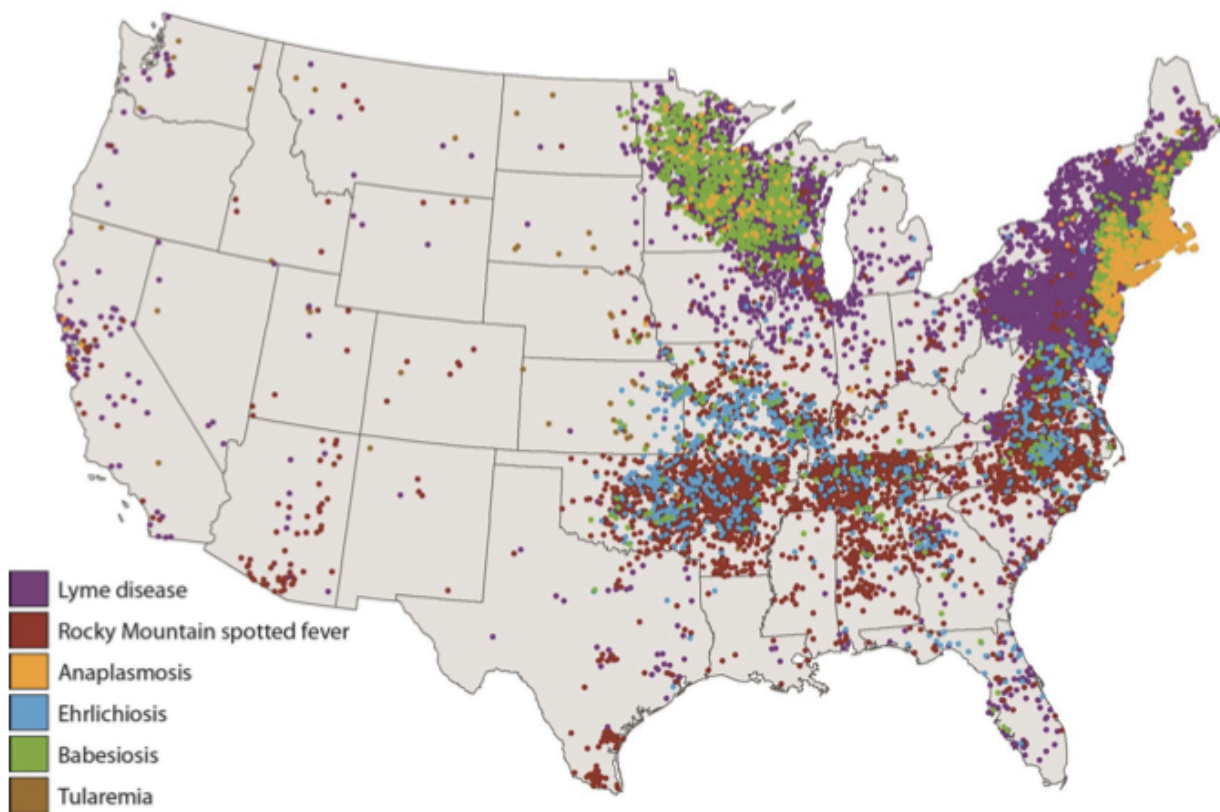 Lyme disease
Rocky Mountain spotted fever
Anaplasmosis
Ehrlichiosis
Babesiosis
Tularemia